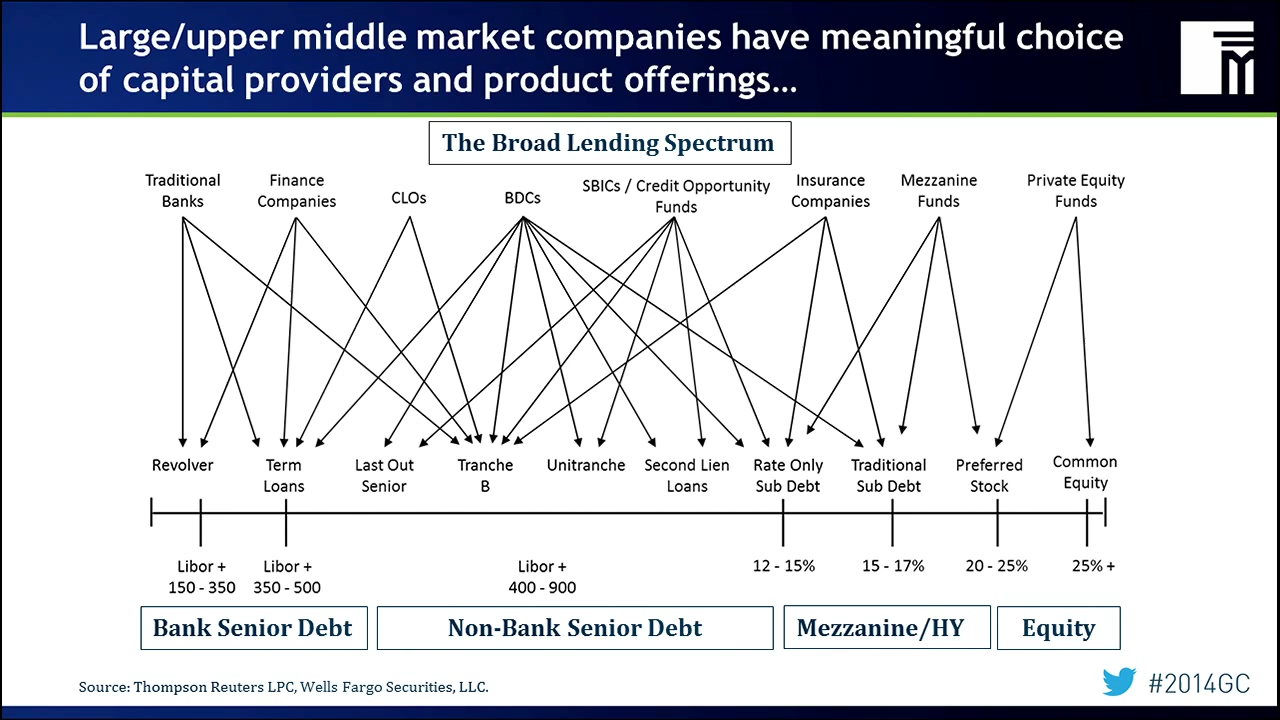 Large/upper middle market companies have meaningful choice
of capital providers and product offerings…
The Broad Lending Spectrum
Traditional
Banks
Finance
Companies
CLOs
BDCs
SBICs / Credit Opportunity
Funds
Insurance
Companies
Mezzanine
Funds
Private Equity
Funds
Revolver
Term
Loans
Last Out
Senior
Tranche
B
Unitranche
Second Lien
Loans
Rate Only
Sub Debt
Traditional
Sub Debt
Preferred
Stock
Common
Equity
Libor +
150 - 350
Libor +
350 - 500
Libor +
400 - 900
12 - 15%
15 - 17%
20 - 25%
25% +
Bank Senior Debt
Non-Bank Senior Debt
Mezzanine/HY
Equity
Source: Thompson Reuters LPC, Wells Fargo Securities, LLC.
#2014GC